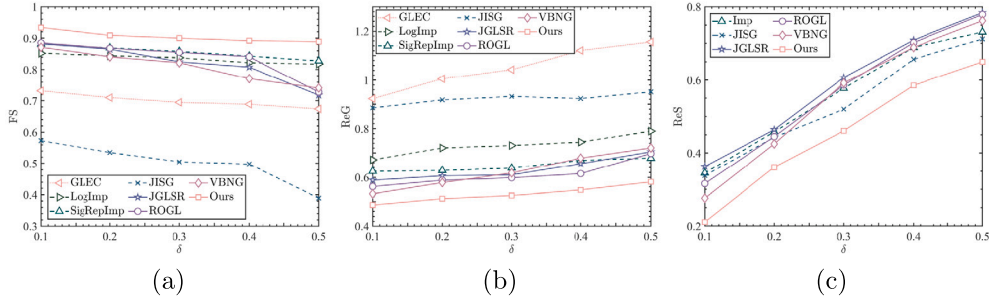 1
0.9
0.8
0.7
0.6
0.5
0.4
0.3
FS
GLEC JISG VBNG
LogImp JGLSR Ours
SigRepImp ROGL
0.1 0.2 0.3 0.4 0.5
δ
(a)
1.2
1
0.8
0.6
0.4
ReG
GLEC JISG VBNG
LogImp JGLSR Ours
SigRepImp ROGL
0.1 0.2 0.3 0.4 0.5
δ
(b)
0.8
0.6
0.4
0.2
ReS
Imp ROGL
JISG VBNG
JGLSR Ours
0.1 0.2 0.3 0.4 0.5
δ
(c)